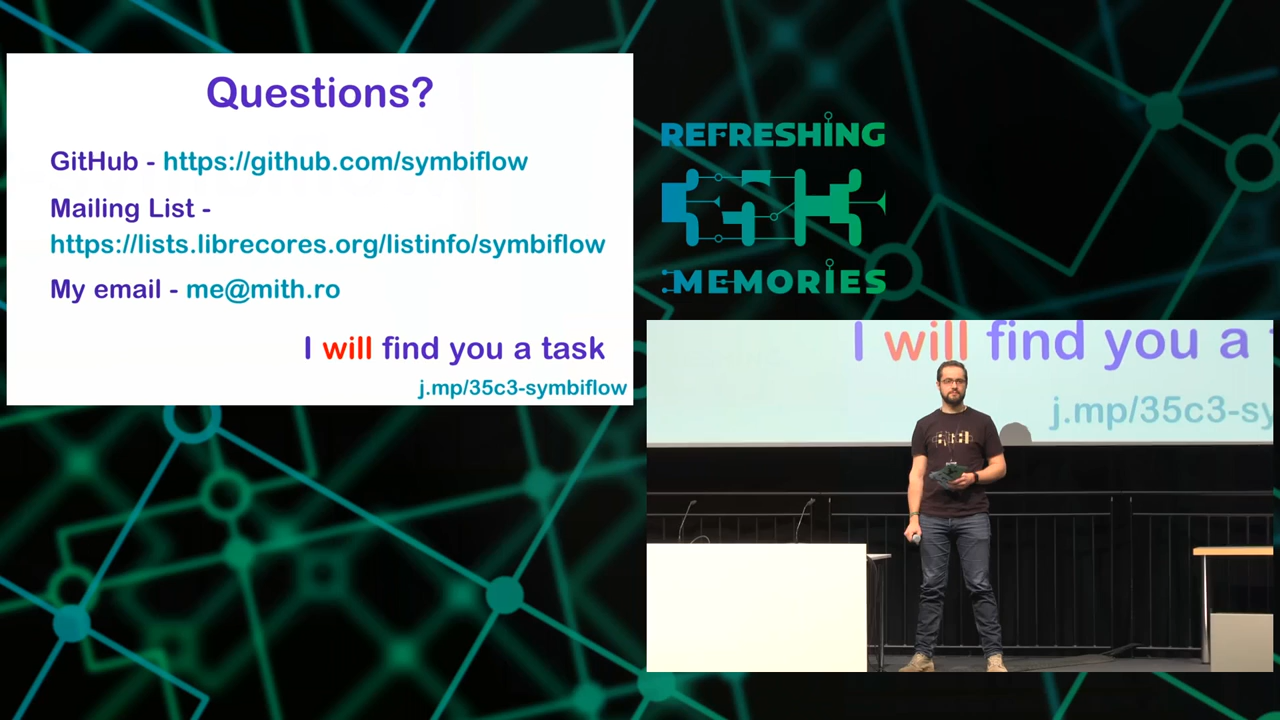 Questions?
GitHub - https://github.com/symbiflow
Mailing List -
https://lists.librecores.org/listinfo/symbiflow
My email - me@mith.ro
I will find you a task
j.mp/35c3-symbiflow
REFRESHING
MEMORIES
I will find you a
j.mp/35c3-sy